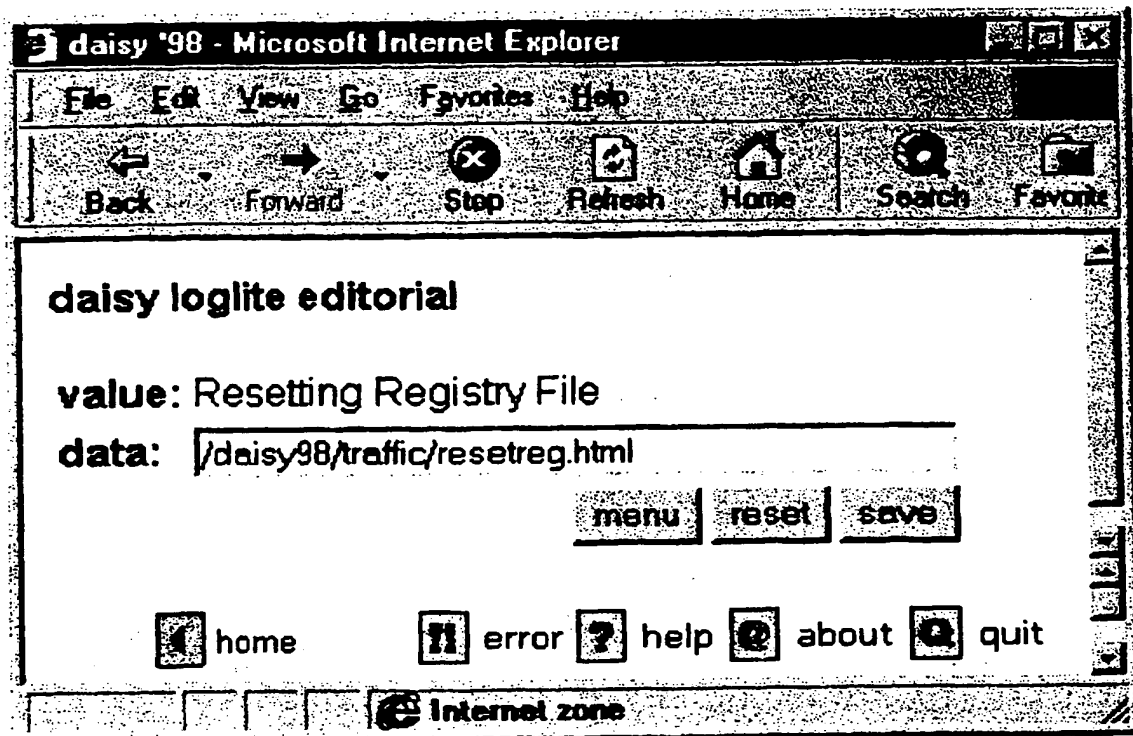 daisy '98 - Microsoft Internet Explorer
File Edit View Go Favorites Help
Back Forward Stop Refresh Home Search Favorite
daisy loglite editorial
value: Resetting Registry File
data: /daisy98/traffic/resetreg.html
menu reset save
home !! error ? help @ about Q quit
Internet zone